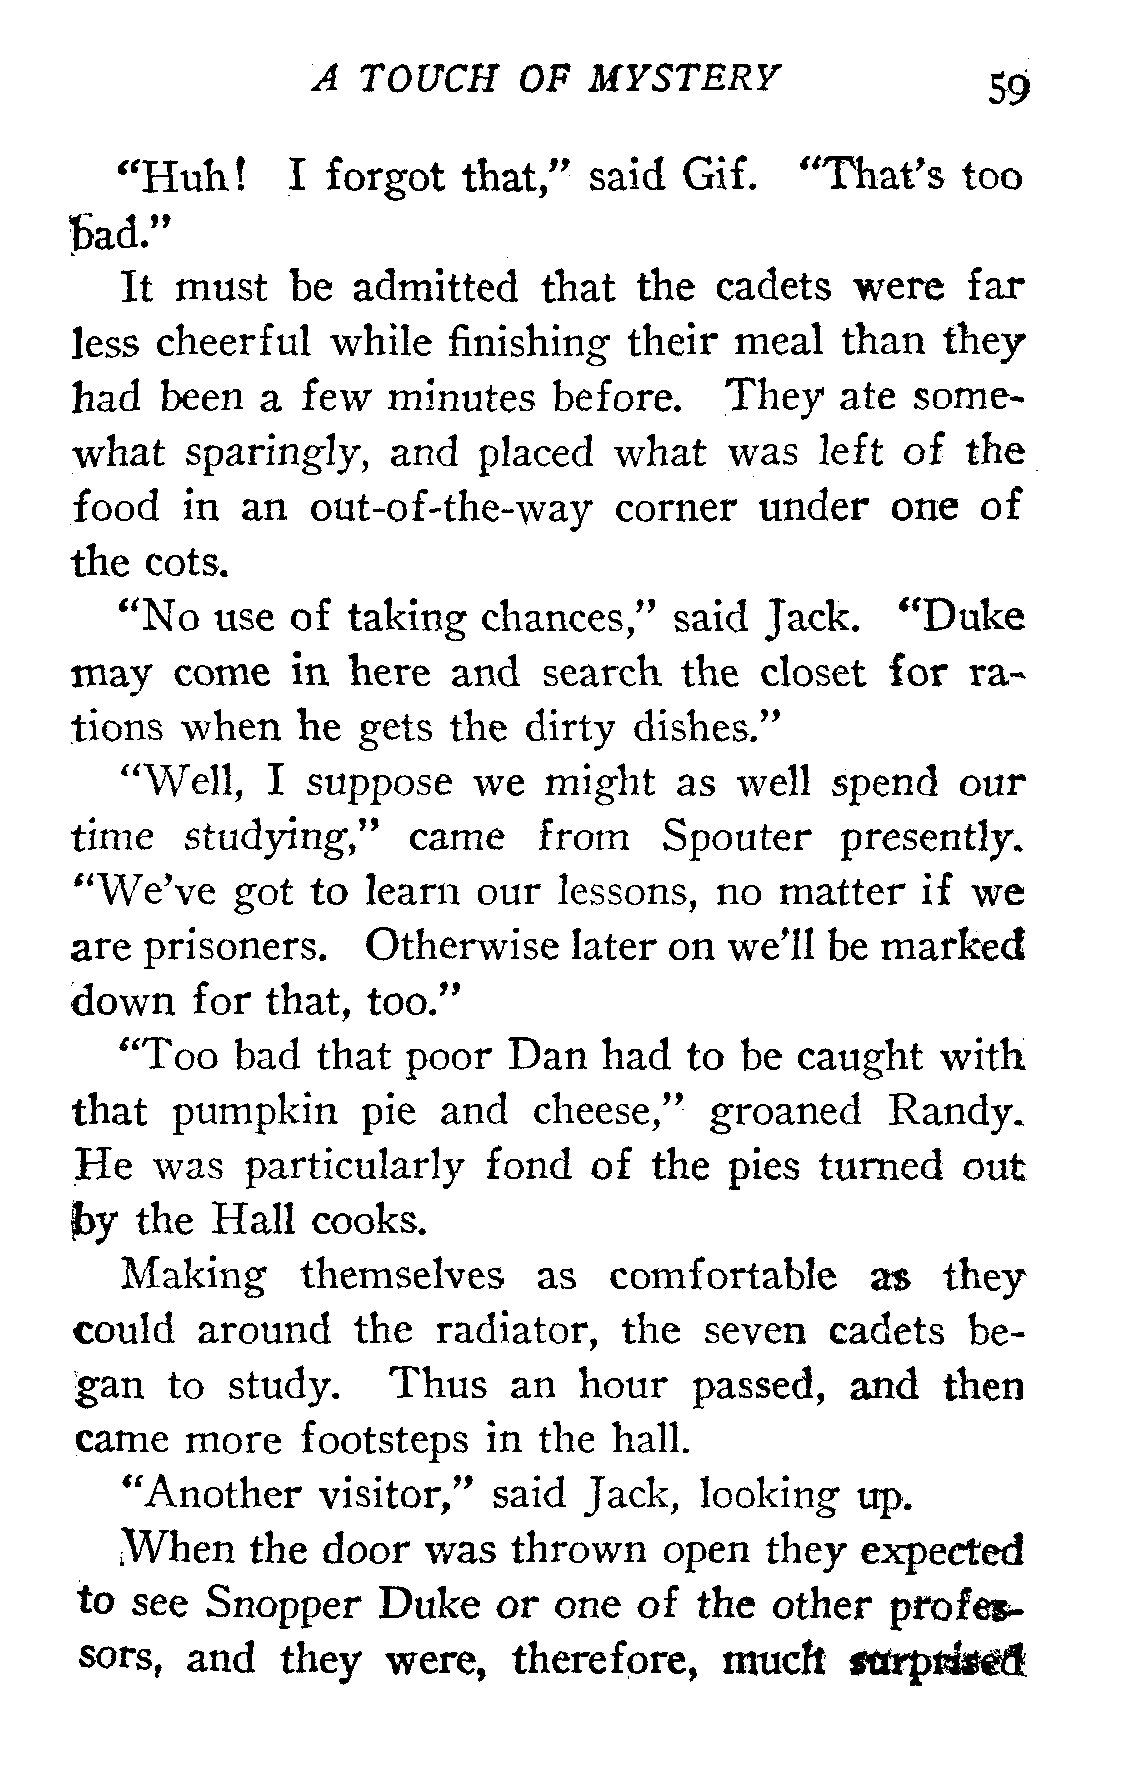 A TOUCH OF MYSTERY 59
“Huh! I forgot that,” said Gif. “That’s too
bad.”
It must be admitted that the cadets were far
less cheerful while finishing their meal than they
had been a few minutes before. They ate some-
what sparingly, and placed what was left of the
food in an out-of-the-way corner under one of
the cots.
“No use of taking chances,” said Jack. “Duke
may come in here and search the closet for ra-
tions when he gets the dirty dishes.”
“Well, I suppose we might as well spend our
time studying,” came from Spouter presently.
“We’ve got to learn our lessons, no matter if we
are prisoners. Otherwise later on we’ll be marked
down for that, too.”
“Too bad that poor Dan had to be caught with
that pumpkin pie and cheese,” groaned Randy.
He was particularly fond of the pies turned out
by the Hall cooks.
Making themselves as comfortable as they
could around the radiator, the seven cadets be-
gan to study. Thus an hour passed, and then
came more footsteps in the hall.
“Another visitor,” said Jack, looking up.
When the door was thrown open they expected
to see Snopper Duke or one of the other profes-
sors, and they were, therefore, much surprised